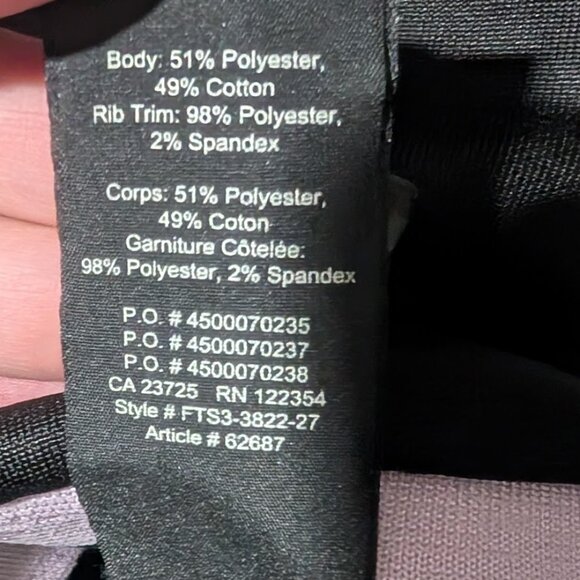 Body: 51% Polyester,
49% Cotton
Rib Trim: 98% Polyester,
2% Spandex
Corps: 51% Polyester,
49% Coton
Garniture Côtelée:
98% Polyester, 2% Spandex
P.O. # 4500070235
P.O. # 4500070237
P.O. # 4500070238
CA 23725 RN 122354
Style # FTS3-3822-27
Article # 62687